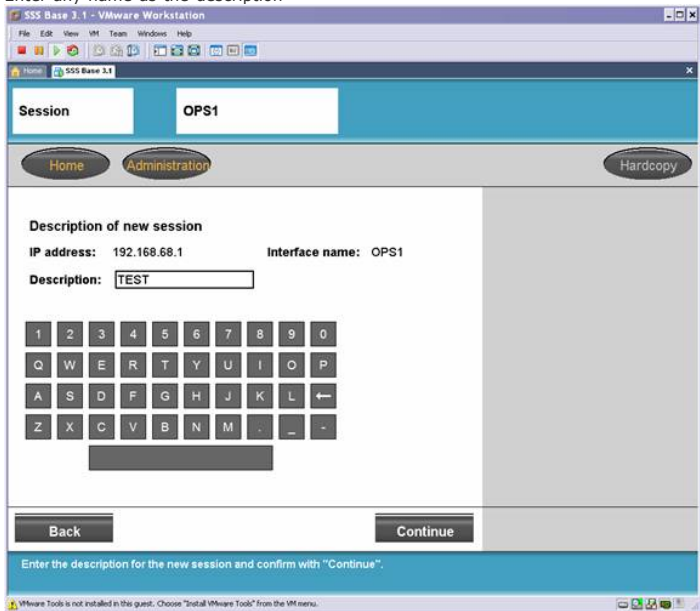 Enter any name as the description
SSS Base 3.1 - VMware Workstation
File Edit View VM Team Windows Help
Home SSS Base 3.1
Session OPS1
Home Administration Hardcopy
Description of new session
IP address: 192.168.68.1 Interface name: OPS1
Description: TEST
1 2 3 4 5 6 7 8 9 0
Q W E R T Y U I O P
A S D F G H J K L ←
Z X C V B N M . _ -
Back Continue
Enter the description for the new session and confirm with "Continue".
VMware Tools is not installed in this guest. Choose "Install VMware Tools" from the VM menu.